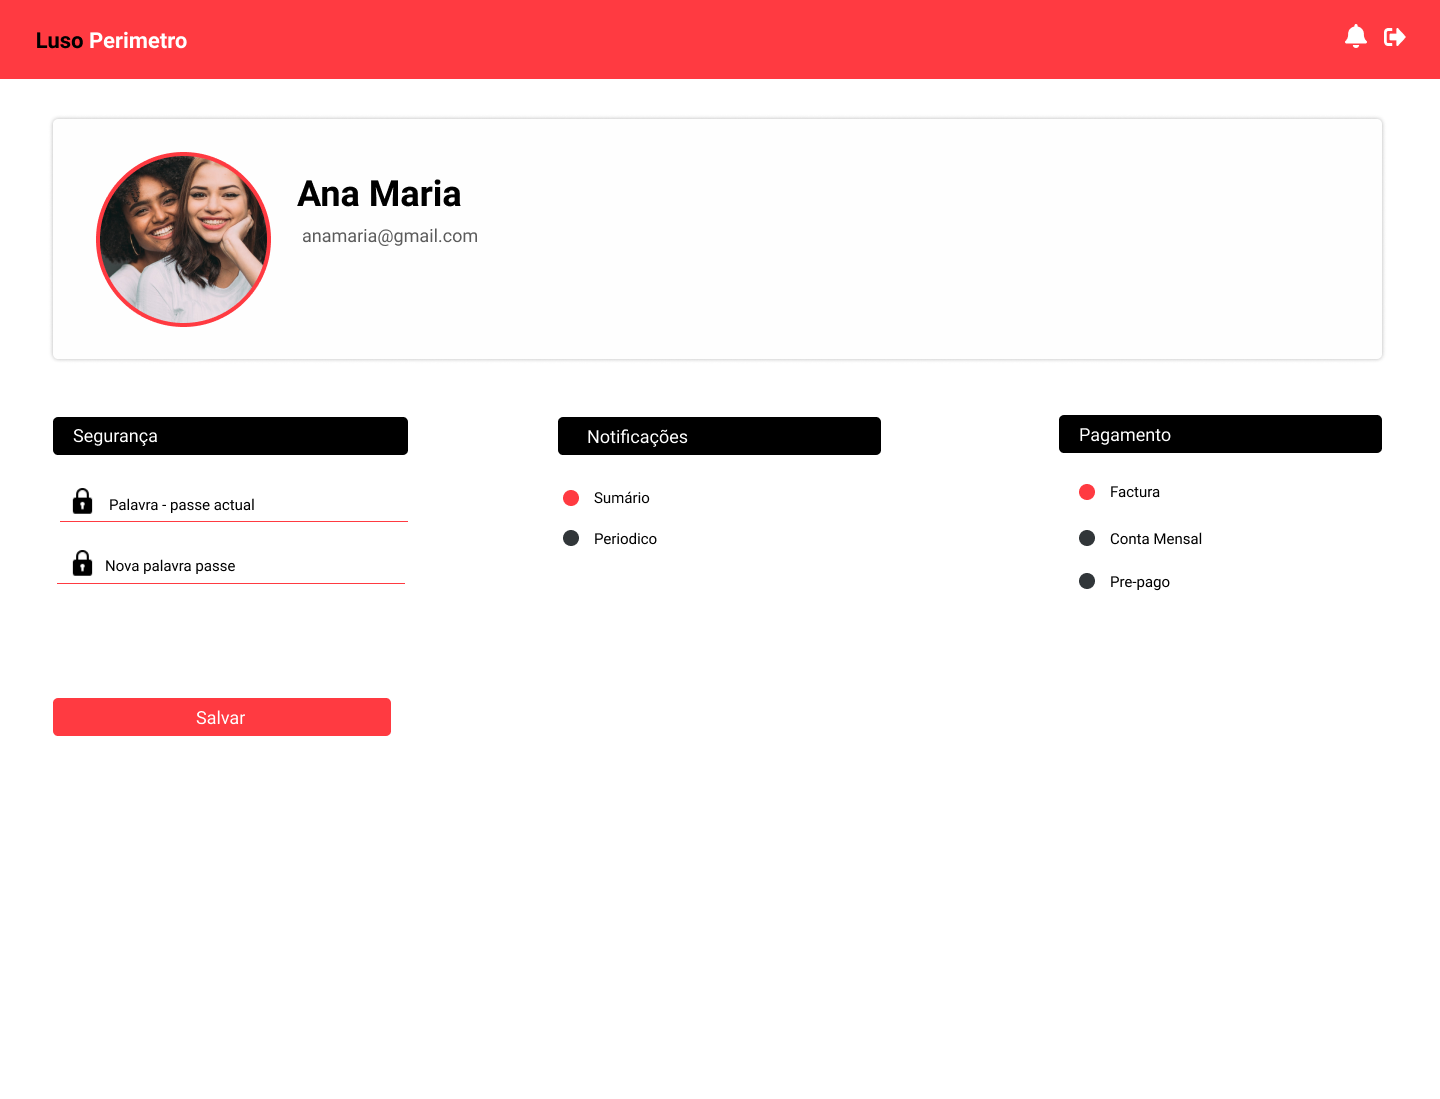 Luso Perimetro
Ana Maria
anamaria@gmail.com
Segurança
Palavra - passe actual
Nova palavra passe
Salvar
Notificações
Sumário
Periodico
Pagamento
Factura
Conta Mensal
Pre-pago